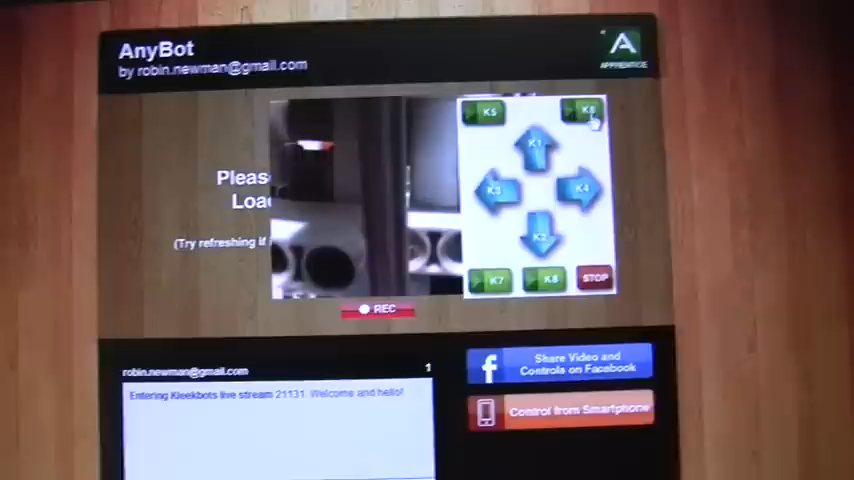 AnyBot
by robin.newman@gmail.com
APPRENTICE
K5
K6
K1
K3
K4
K2
K7
K8
STOP
Pleas
Loa
(Try refreshing if
REC
robin.newman@gmail.com
1
Entering Kleekbots live stream 21131. Welcome and hello!
Share Video and
Controls on Facebook
Control from Smartphone